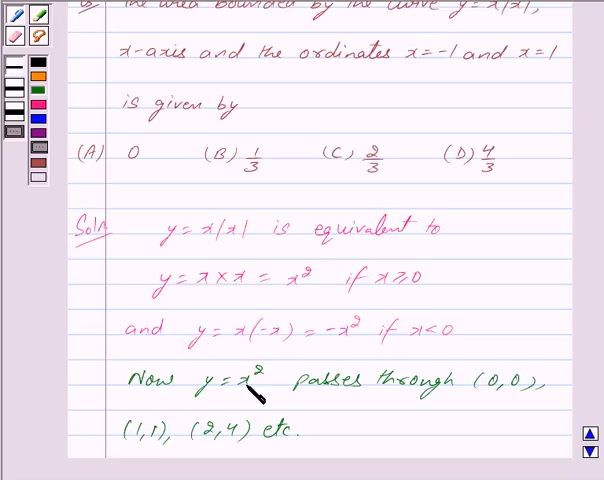 Q the area bounded by the curve y = x|x|,
x-axis and the ordinates x = -1 and x = 1
is given by
(A) 0 (B) 1/3 (C) 2/3 (D) 4/3
Soln y = x|x| is equivalent to
y = x × x = x² if x ≥ 0
and y = x(-x) = -x² if x < 0
Now y = x² passes through (0,0),
(1,1), (2,4) etc.